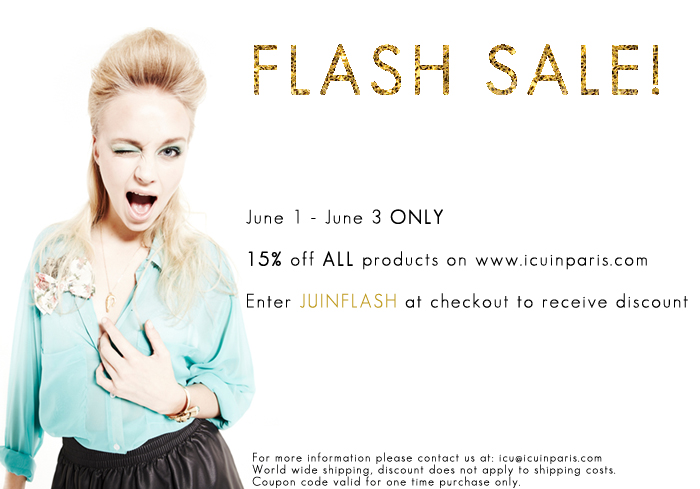 FLASH SALE!
June 1 - June 3 ONLY
15% off ALL products on www.icuinparis.com
Enter JUINFLASH at checkout to receive discount
For more information please contact us at: icu@icuinparis.com
World wide shipping, discount does not apply to shipping costs.
Coupon code valid for one time purchase only.